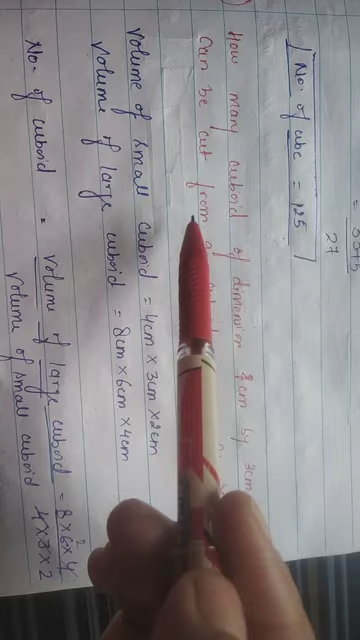 = 3375
27
No. of cube = 125
How many cuboid of dimension 4cm by 3cm
Can be cut from a
Volume of small cuboid = 4cm × 3cm × 2cm
Volume of large cuboid = 8cm × 6cm × 4cm
No. of cuboid = Volume of large cuboid = 8 × 6² × 4
Volume of small cuboid 4 × 3 × 2